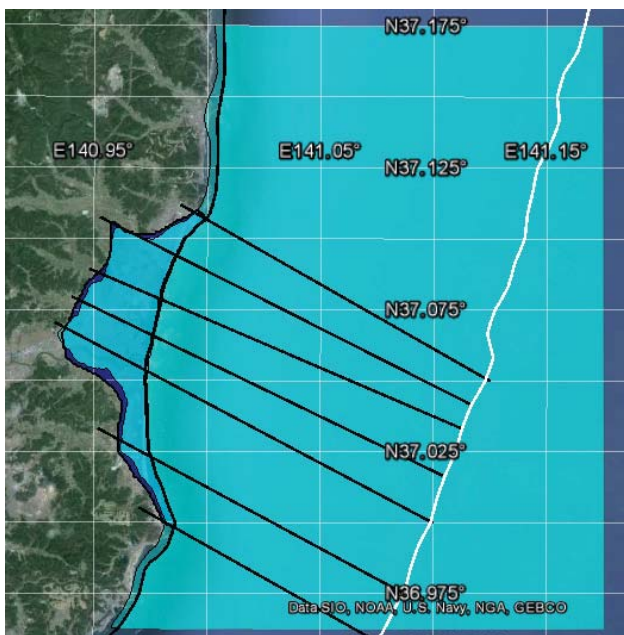 N37.175°
E140.95° E141.05° E141.15°
N37.125°
N37.075°
N37.025°
N36.975°
Data SIO, NOAA, U.S. Navy, NGA, GEBCO